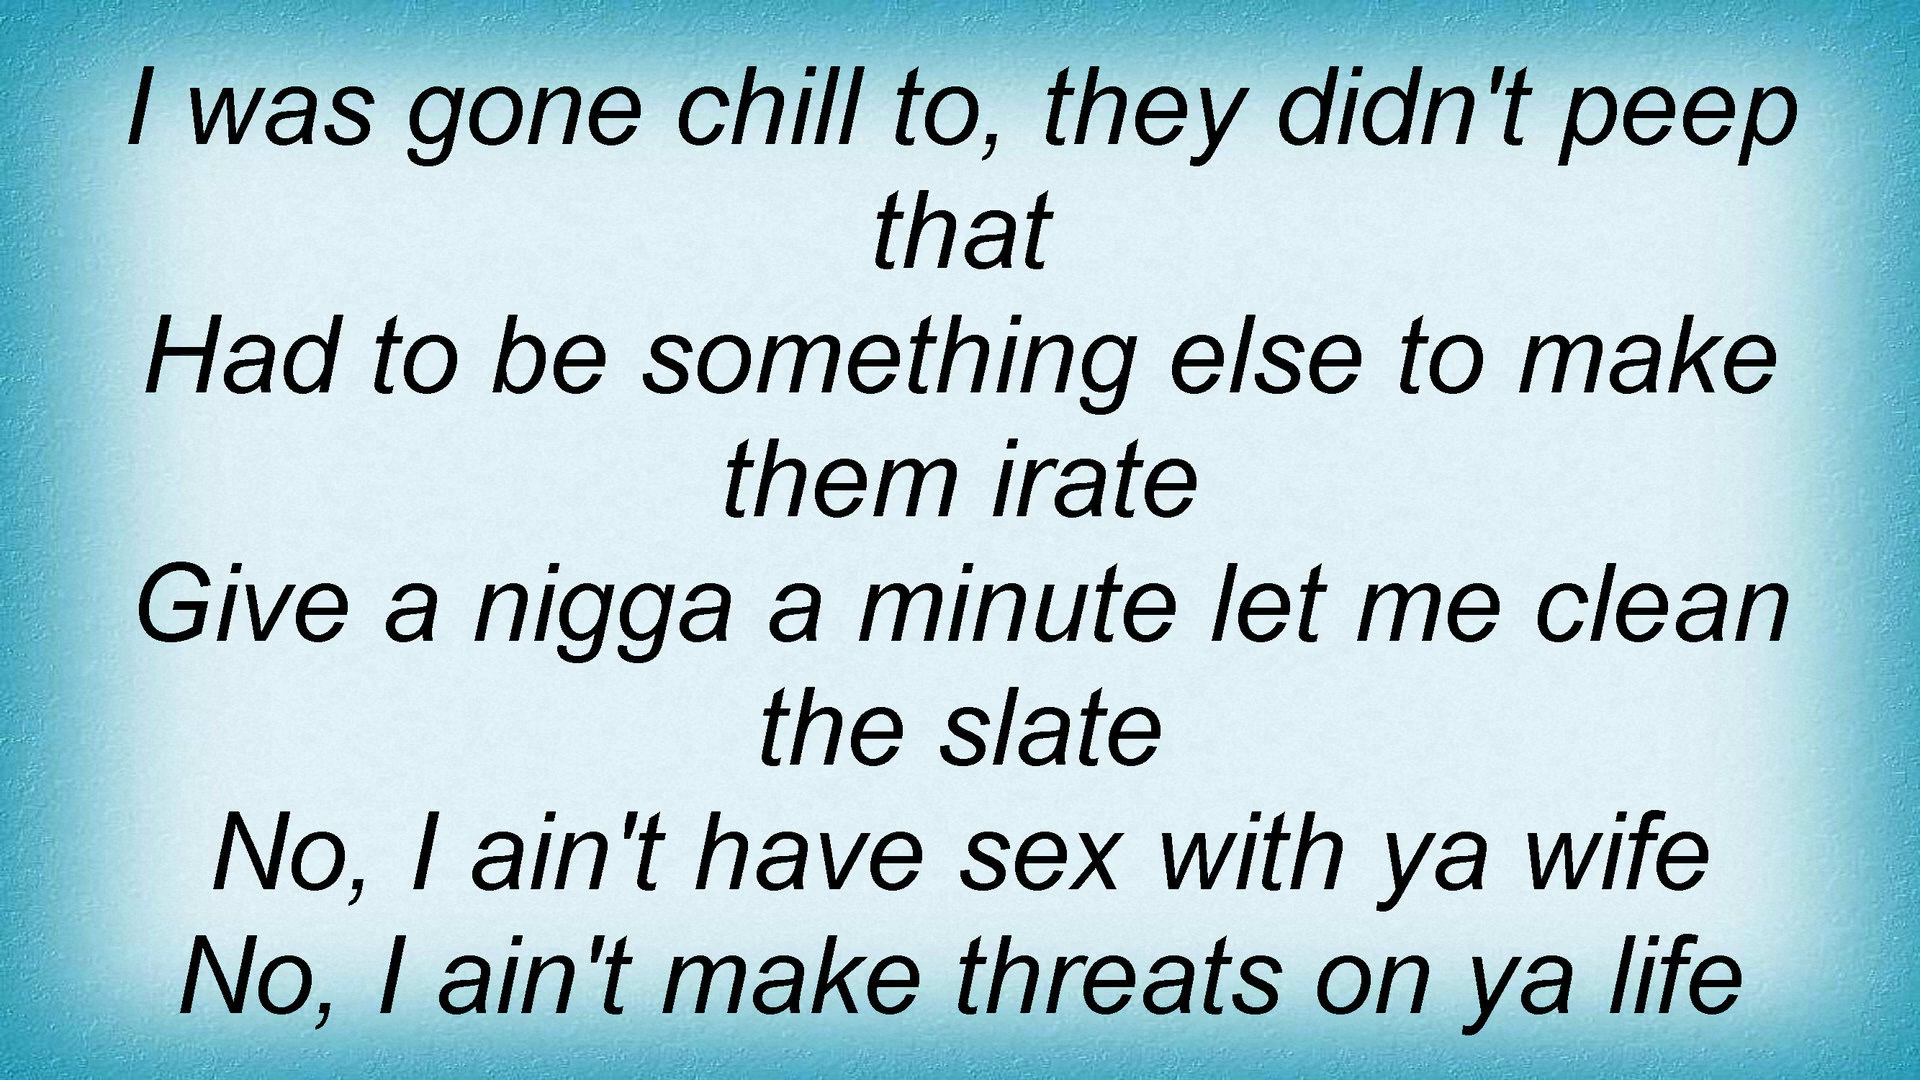 I was gone chill to, they didn't peep
that
Had to be something else to make
them irate
Give a nigga a minute let me clean
the slate
No, I ain't have sex with ya wife
No, I ain't make threats on ya life